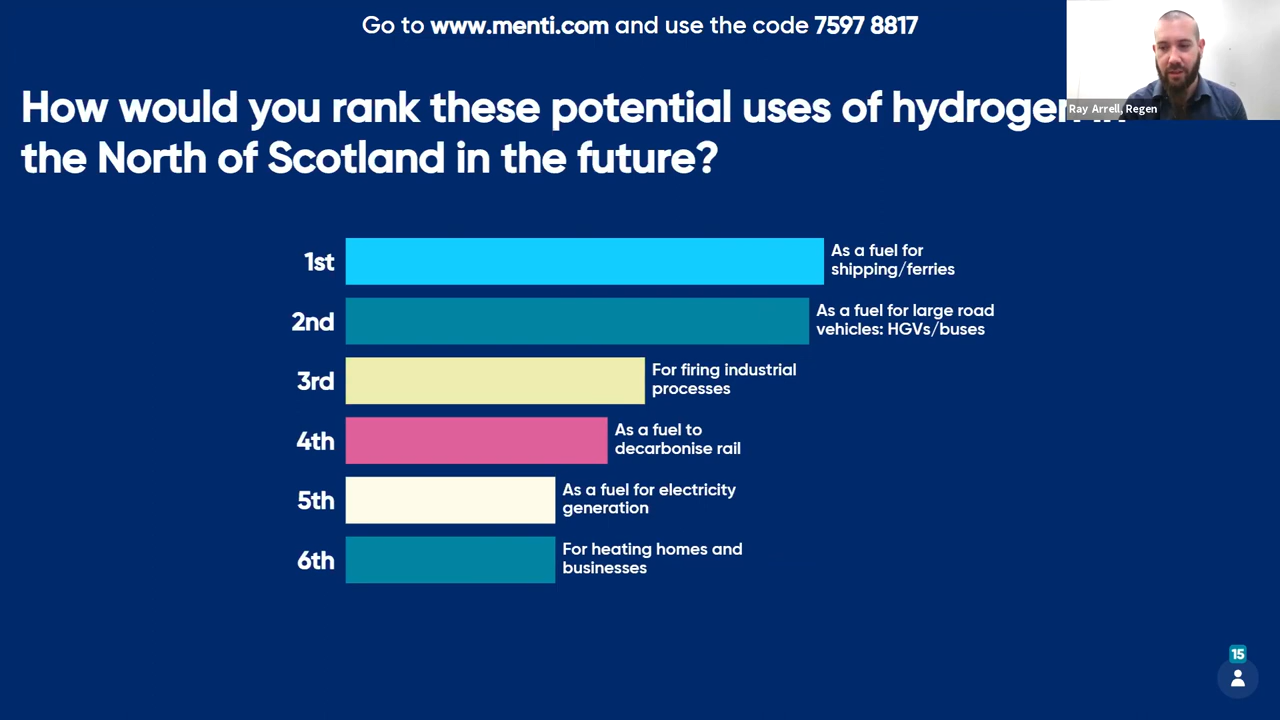 Go to www.menti.com and use the code 7597 8817
How would you rank these potential uses of hydrogen in
the North of Scotland in the future?
Ray Arrell, Regen
1st
As a fuel for
shipping/ferries
2nd
As a fuel for large road
vehicles: HGVs/buses
3rd
For firing industrial
processes
4th
As a fuel to
decarbonise rail
5th
As a fuel for electricity
generation
6th
For heating homes and
businesses
15